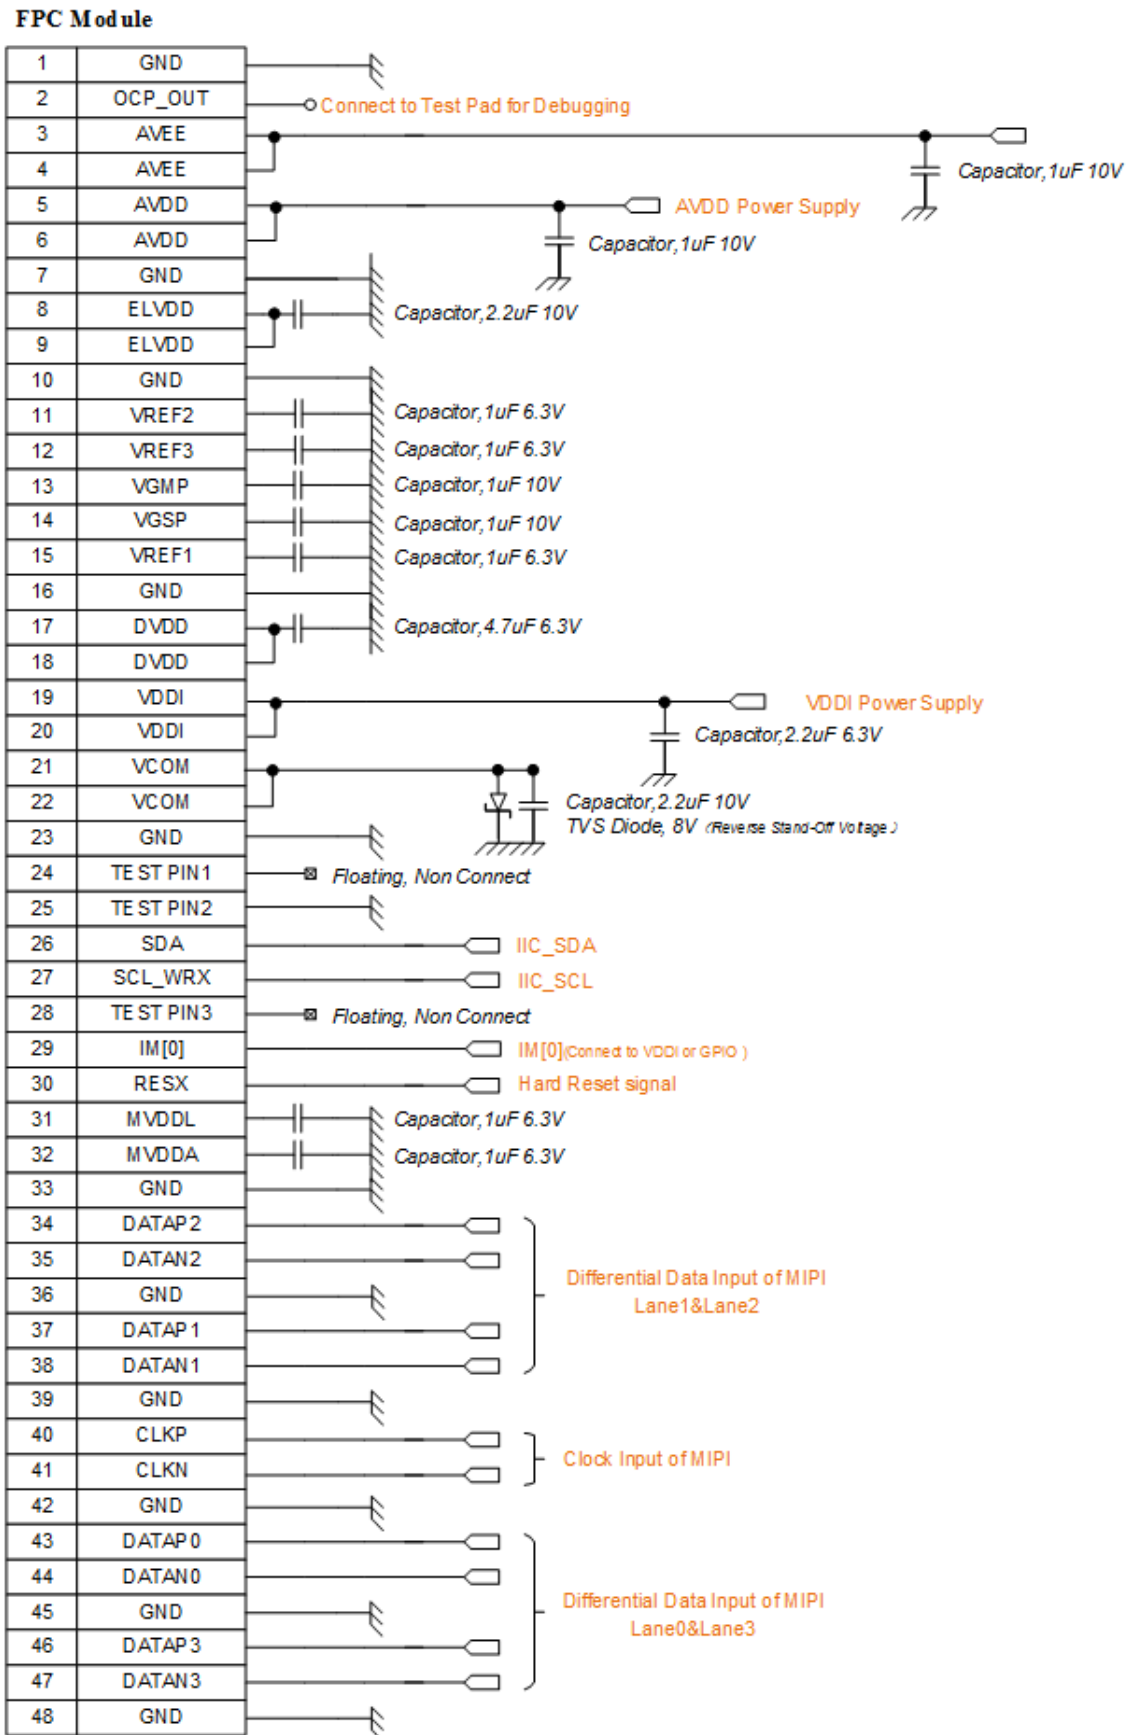 FPC Module
1 GND
2 OCP_OUT Connect to Test Pad for Debugging
3 AVEE
4 AVEE Capacitor,1uF 10V
5 AVDD AVDD Power Supply
6 AVDD Capacitor,1uF 10V
7 GND
8 ELVDD Capacitor,2.2uF 10V
9 ELVDD
10 GND
11 VREF2 Capacitor,1uF 6.3V
12 VREF3 Capacitor,1uF 6.3V
13 VGMP Capacitor,1uF 10V
14 VGSP Capacitor,1uF 10V
15 VREF1 Capacitor,1uF 6.3V
16 GND
17 DVDD Capacitor,4.7uF 6.3V
18 DVDD
19 VDDI VDDI Power Supply
20 VDDI Capacitor,2.2uF 6.3V
21 VCOM
22 VCOM Capacitor,2.2uF 10V
TVS Diode, 8V (Reverse Stand-Off Voltage)
23 GND
24 TEST PIN1 Floating, Non Connect
25 TEST PIN2
26 SDA IIC_SDA
27 SCL_WRX IIC_SCL
28 TEST PIN3 Floating, Non Connect
29 IM[0] IM[0](Connect to VDDI or GPIO )
30 RESX Hard Reset signal
31 MVDDL Capacitor,1uF 6.3V
32 MVDDA Capacitor,1uF 6.3V
33 GND
34 DATAP2
35 DATAN2
Differential Data Input of MIPI
36 GND
Lane1&Lane2
37 DATAP1
38 DATAN1
39 GND
40 CLKP
Clock Input of MIPI
41 CLKN
42 GND
43 DATAP0
44 DATAN0
Differential Data Input of MIPI
45 GND
Lane0&Lane3
46 DATAP3
47 DATAN3
48 GND